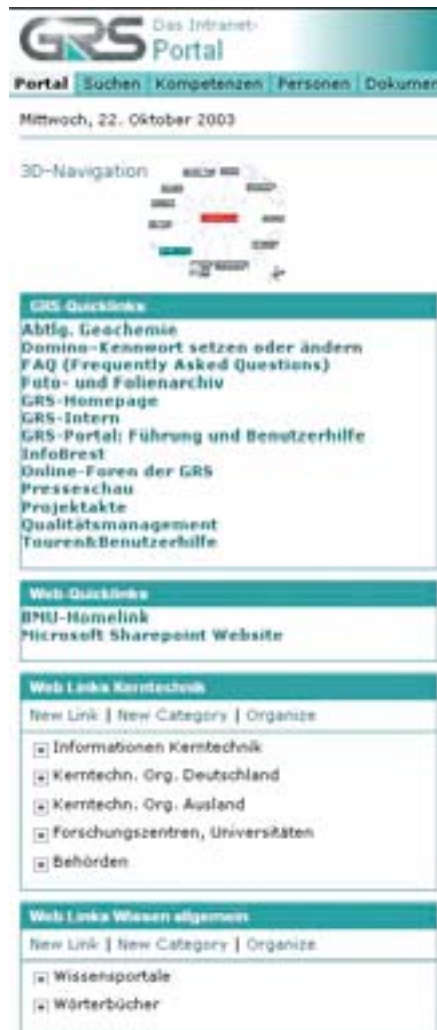 GRS Das Intranet-
Portal
Portal Suchen Kompetenzen Personen Dokumen
Mittwoch, 22. Oktober 2003
3D-Navigation
GRS-Quicklinks
Abtlg. Geochemie
Domino-Kennwort setzen oder ändern
FAQ (Frequently Asked Questions)
Foto- und Folienarchiv
GRS-Homepage
GRS-Intern
GRS-Portal: Führung und Benutzerhilfe
InfoBrest
Online-Foren der GRS
Presseschau
Projektakte
Qualitätsmanagement
Touren&Benutzerhilfe
Web-Quicklinks
BMU-Homelink
Microsoft Sharepoint Website
Web Links Kerntechnik
New Link | New Category | Organize
Informationen Kerntechnik
Kerntechn. Org. Deutschland
Kerntechn. Org. Ausland
Forschungszentren, Universitäten
Behörden
Web Links Wissen allgemein
New Link | New Category | Organize
Wissensportale
Wörterbücher